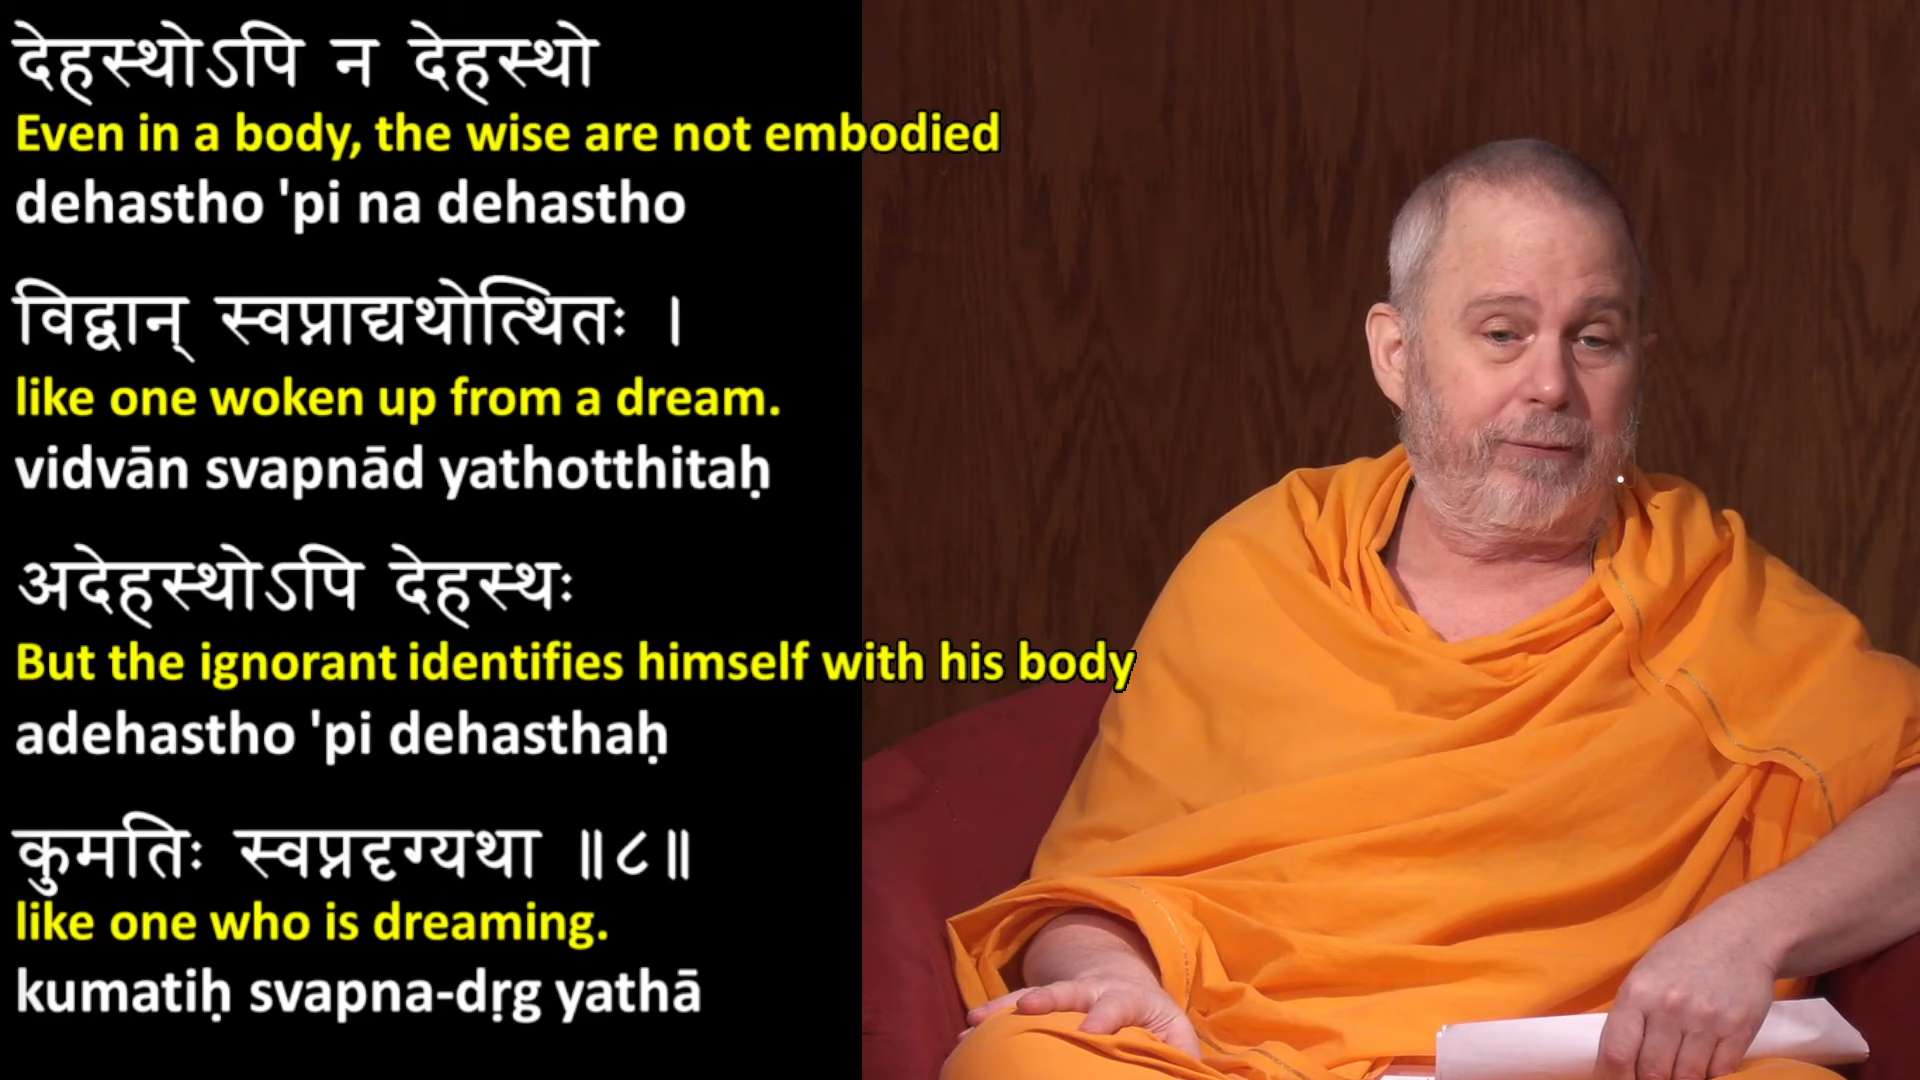 देहस्थोऽपि न देहस्थो
Even in a body, the wise are not embodied
dehastho 'pi na dehastho
विद्वान् स्वप्नाद्यथोत्थितः ।
like one woken up from a dream.
vidvān svapnād yathotthitaḥ
अदेहस्थोऽपि देहस्थः
But the ignorant identifies himself with his body
adehastho 'pi dehasthaḥ
कुमतिः स्वप्नदृग्यथा ॥८॥
like one who is dreaming.
kumatiḥ svapna-dṛg yathā